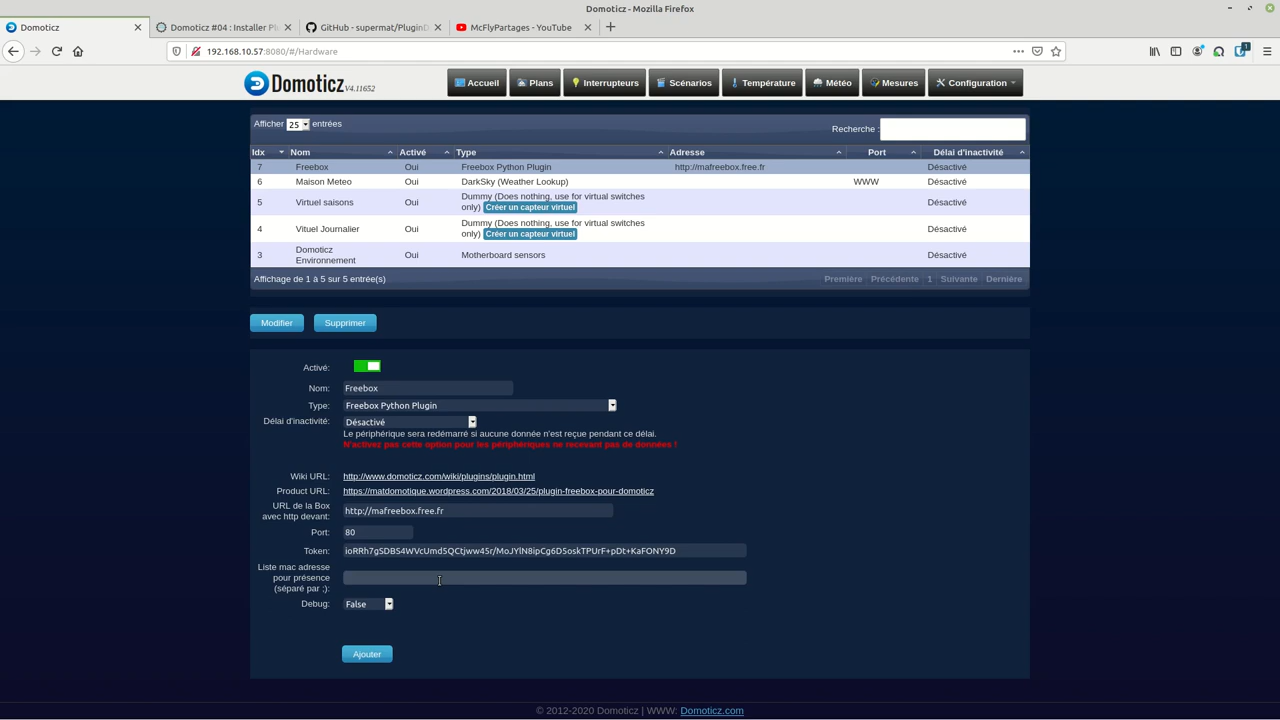 Domoticz - Mozilla Firefox
Domoticz
Domoticz #04 : Installer Pl
GitHub - supermat/PluginD
McFlyPartages - YouTube
192.168.10.57:8080/#/Hardware
1
Domoticz V4.11652
Accueil
Plans
Interrupteurs
Scénarios
Température
Météo
Mesures
Configuration
Afficher 25 entrées
Recherche :
Idx Nom Activé Type Adresse Port Délai d'inactivité
7 Freebox Oui Freebox Python Plugin http://mafreebox.free.fr Désactivé
6 Maison Meteo Oui DarkSky (Weather Lookup) WWW Désactivé
5 Virtuel saisons Oui Dummy (Does nothing, use for virtual switches
only) Créer un capteur virtuel Désactivé
4 Vituel Journalier Oui Dummy (Does nothing, use for virtual switches
only) Créer un capteur virtuel Désactivé
3 Domoticz
Environnement Oui Motherboard sensors Désactivé
Affichage de 1 à 5 sur 5 entrée(s)
Première Précédente 1 Suivante Dernière
Modifier Supprimer
Activé:
Nom: Freebox
Type: Freebox Python Plugin
Délai d'inactivité: Désactivé
Le périphérique sera redémarré si aucune donnée n'est reçue pendant ce délai.
N'activez pas cette option pour les périphériques ne recevant pas de données !
Wiki URL: http://www.domoticz.com/wiki/plugins/plugin.html
Product URL: https://matdomotique.wordpress.com/2018/03/25/plugin-freebox-pour-domoticz
URL de la Box
avec http devant: http://mafreebox.free.fr
Port: 80
Token: ioRRh7gSDBS4WVcUmd5QCtjww45r/MoJYlN8ipCg6D5oskTPUrF+pDt+KaFONY9D
Liste mac adresse
pour présence
(séparé par ;):
Debug: False
Ajouter
© 2012-2020 Domoticz | WWW: Domoticz.com